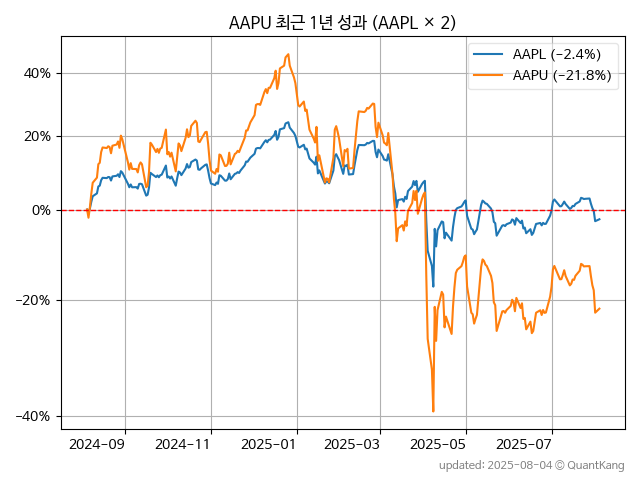 AAPU 최근 1년 성과 (AAPL × 2)
AAPL (−2.4%)
AAPU (−21.8%)
40%
20%
0%
−20%
−40%
2024−09
2024−11
2025−01
2025−03
2025−05
2025−07
updated: 2025-08-04 © QuantKang